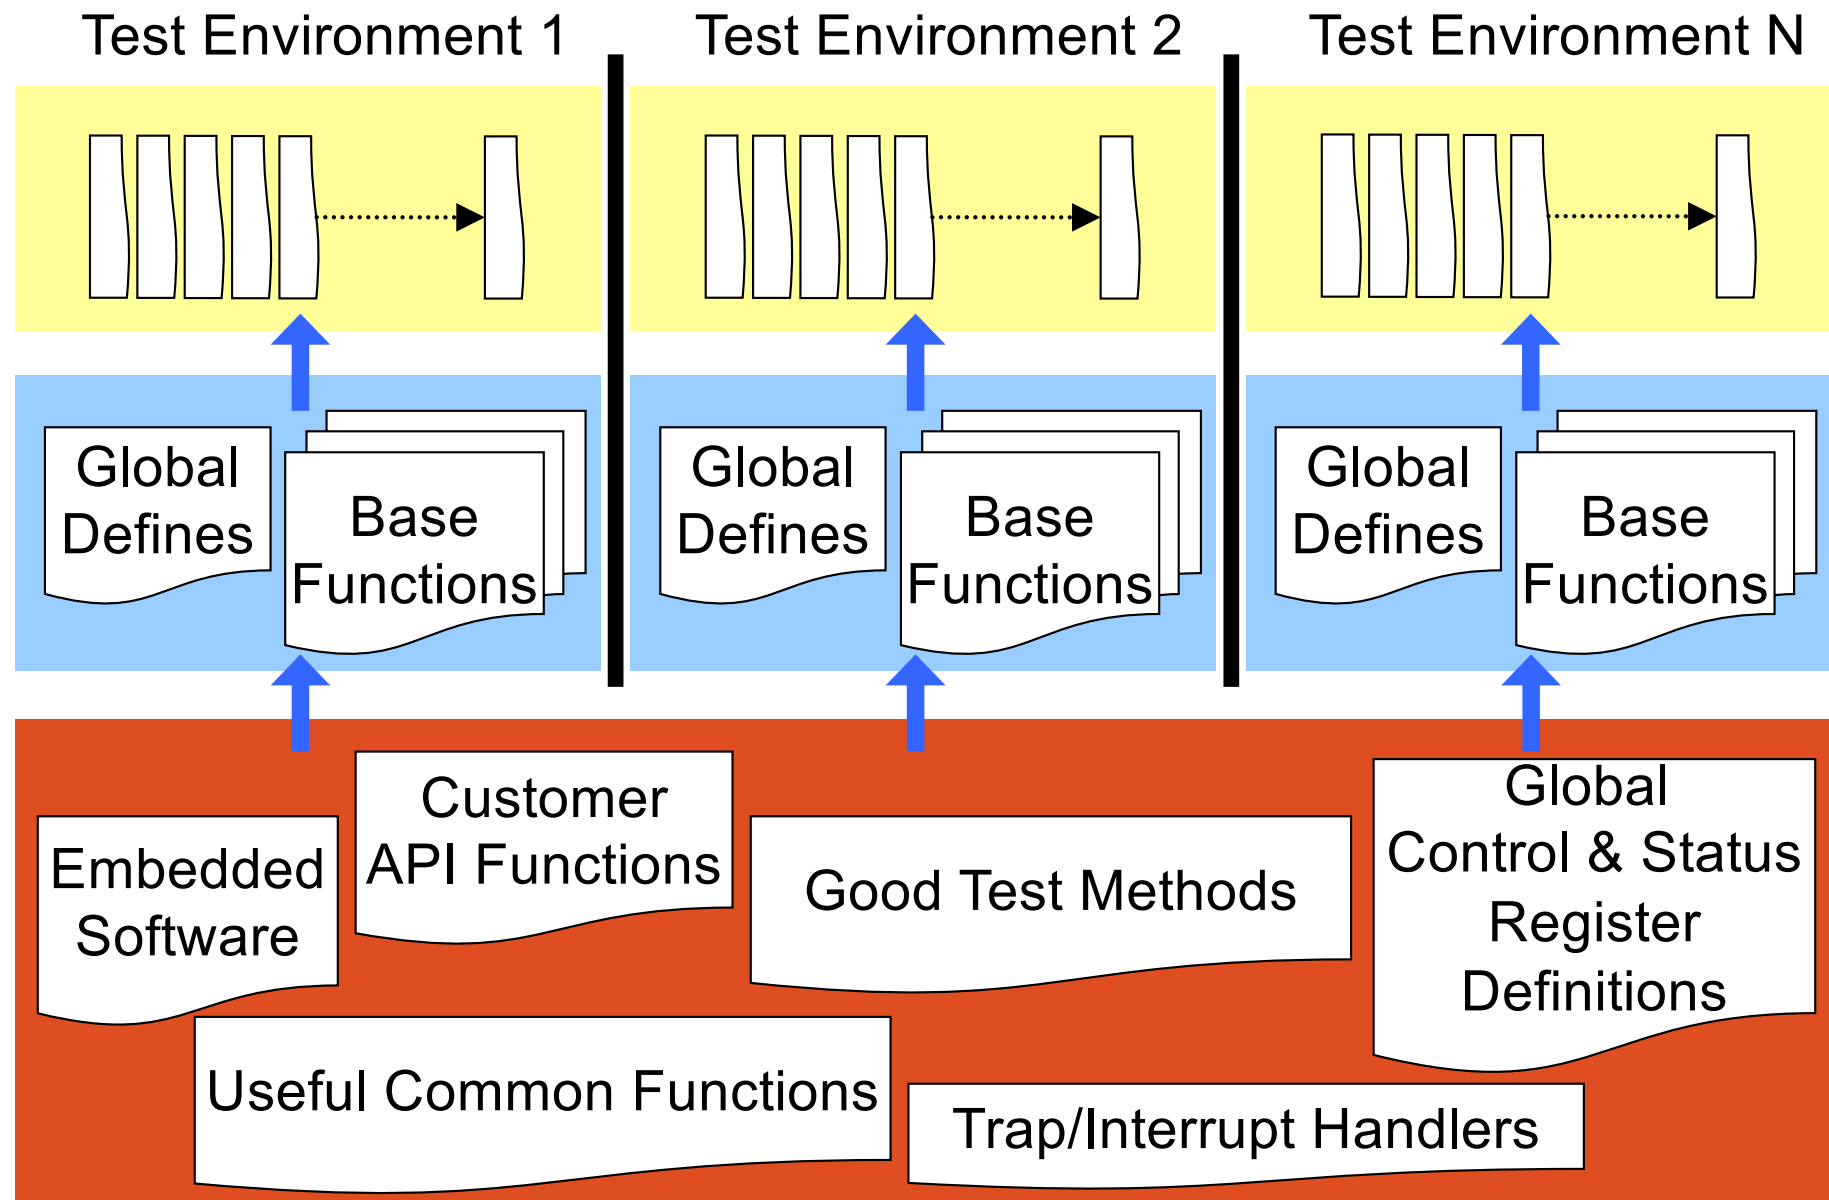 Test Environment 1
Test Environment 2
Test Environment N
Global
Defines
Base
Functions
Global
Defines
Base
Functions
Global
Defines
Base
Functions
Embedded
Software
Customer
API Functions
Good Test Methods
Global
Control & Status
Register
Definitions
Useful Common Functions
Trap/Interrupt Handlers